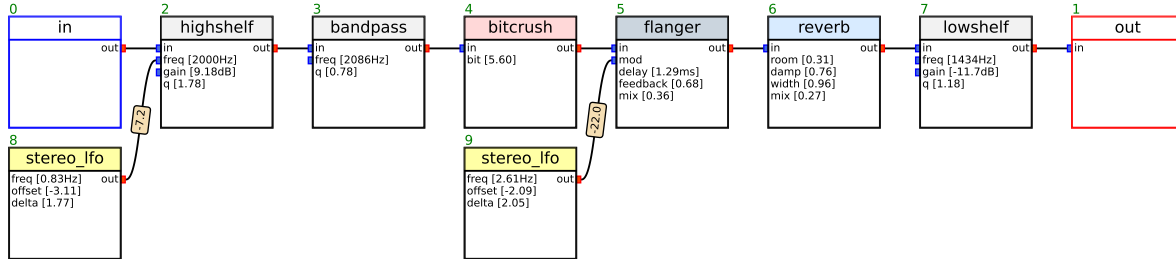 0
in
out
2
highshelf
in
out
freq [2000Hz]
gain [9.18dB]
q [1.78]
3
bandpass
in
out
freq [2086Hz]
q [0.78]
4
bitcrush
in
out
bit [5.60]
5
flanger
in
out
mod
delay [1.29ms]
feedback [0.68]
mix [0.36]
6
reverb
in
out
room [0.31]
damp [0.76]
width [0.96]
mix [0.27]
7
lowshelf
in
out
freq [1434Hz]
gain [-11.7dB]
q [1.18]
1
out
in
-7.2
-22.0
8
stereo_lfo
freq [0.83Hz]
out
offset [-3.11]
delta [1.77]
9
stereo_lfo
freq [2.61Hz]
out
offset [-2.09]
delta [2.05]